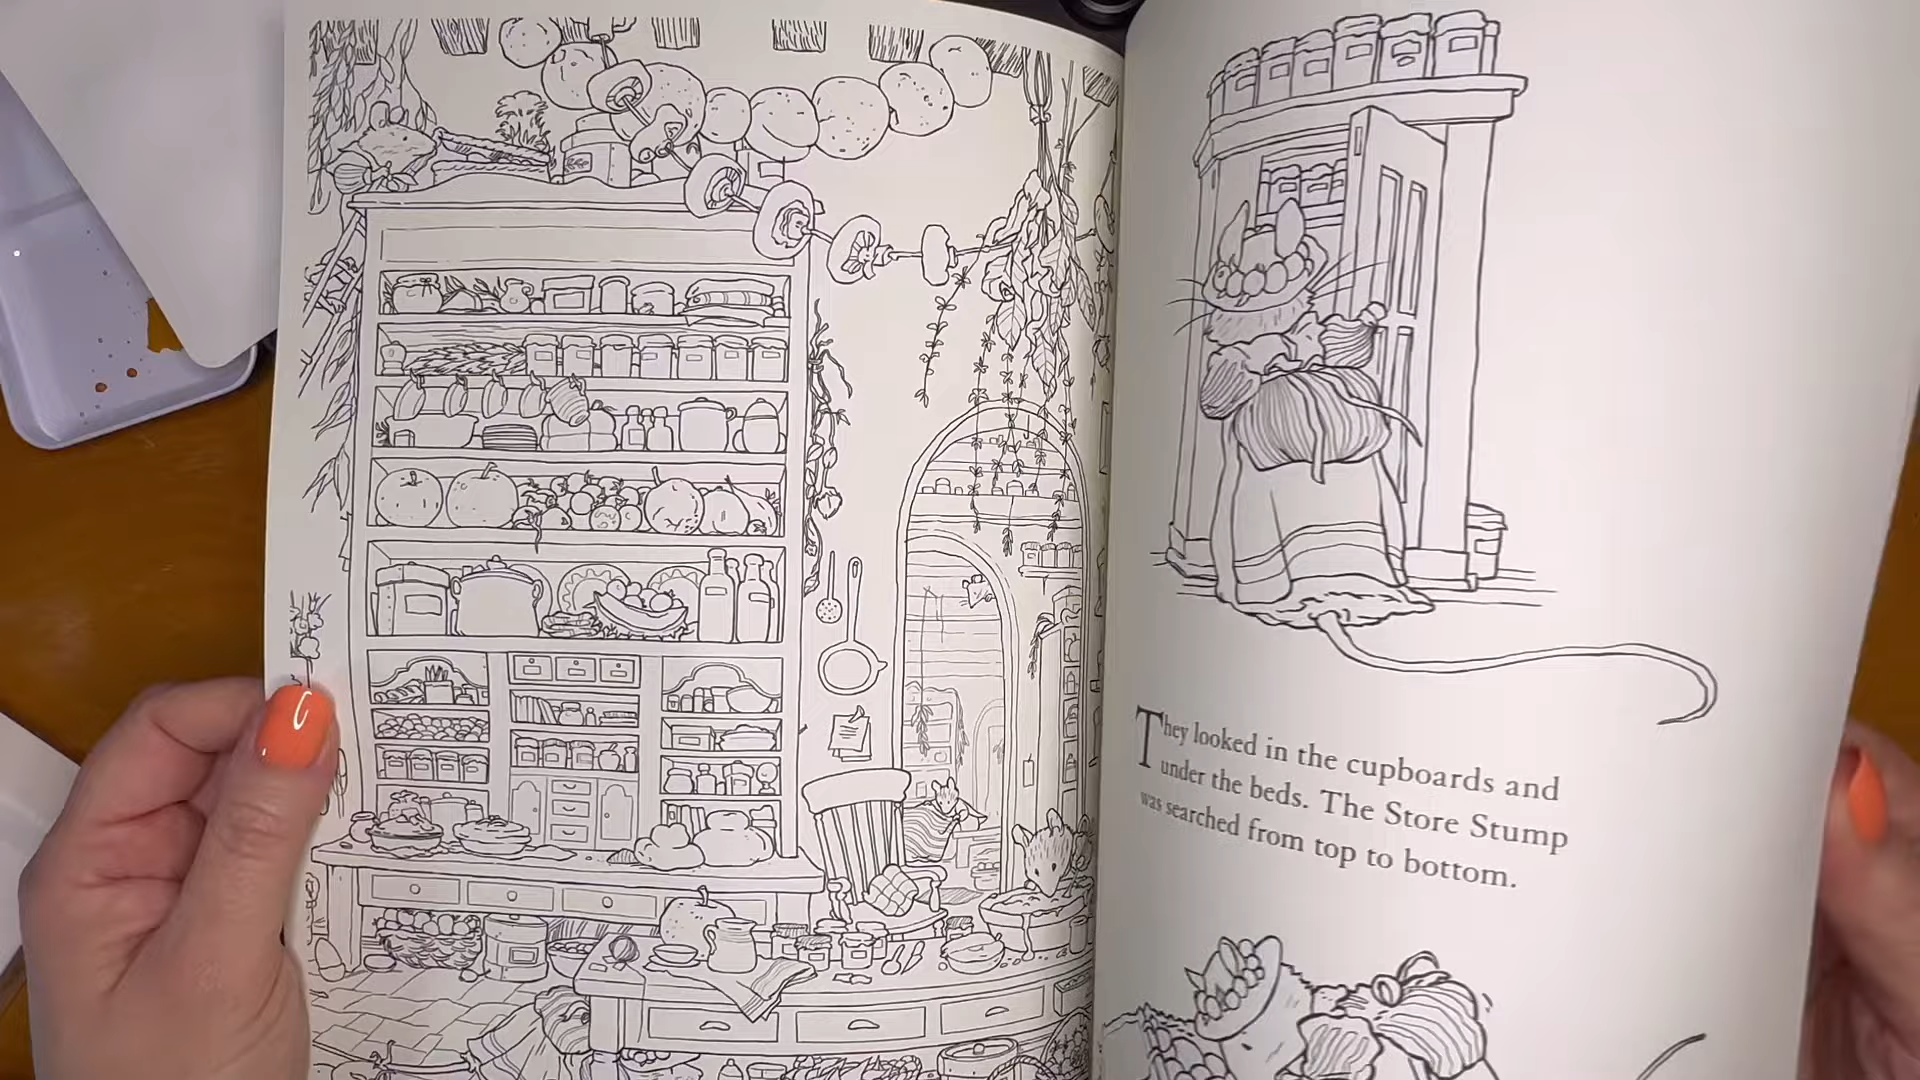 They looked in the cupboards and
under the beds. The Store Stump
was searched from top to bottom.